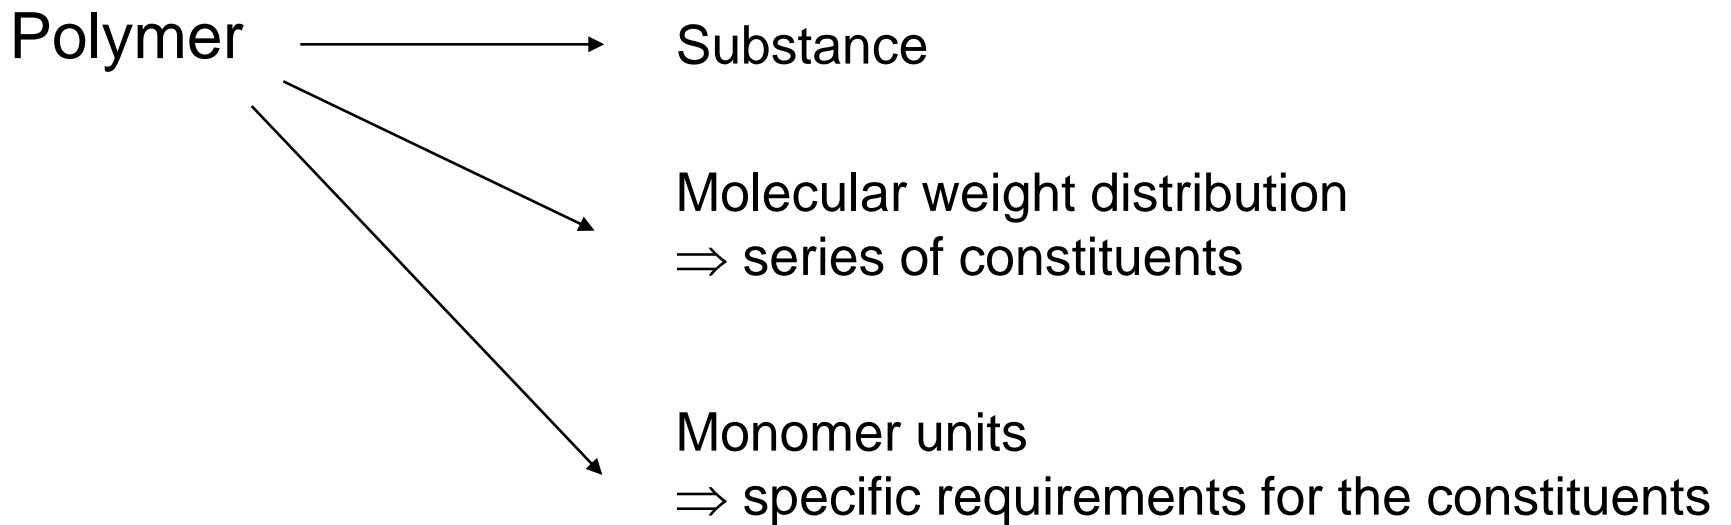 Polymer
Substance
Molecular weight distribution
⇒ series of constituents
Monomer units
⇒ specific requirements for the constituents